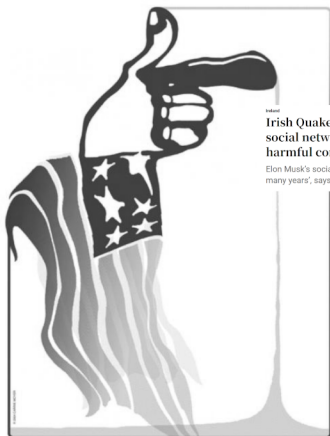 Ireland
Irish Quake
social netw
harmful co
Elon Musk's socia
many years', says